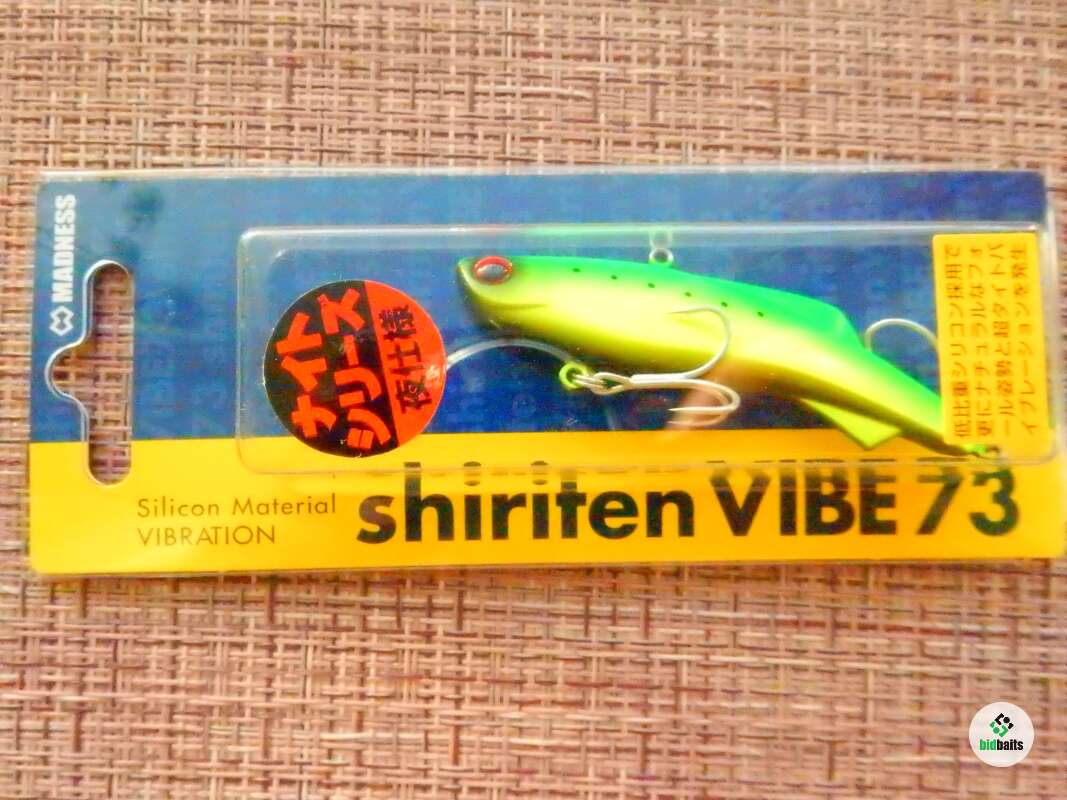 MADNESS
ナイト
シリーズ
夜仕様
低比重シリコン採用で
更にナチュラルなフォ
ール姿勢と超タイトバ
イブレーションを発生
Silicon Material
VIBRATION
shiriten VIBE 73
bidbaits